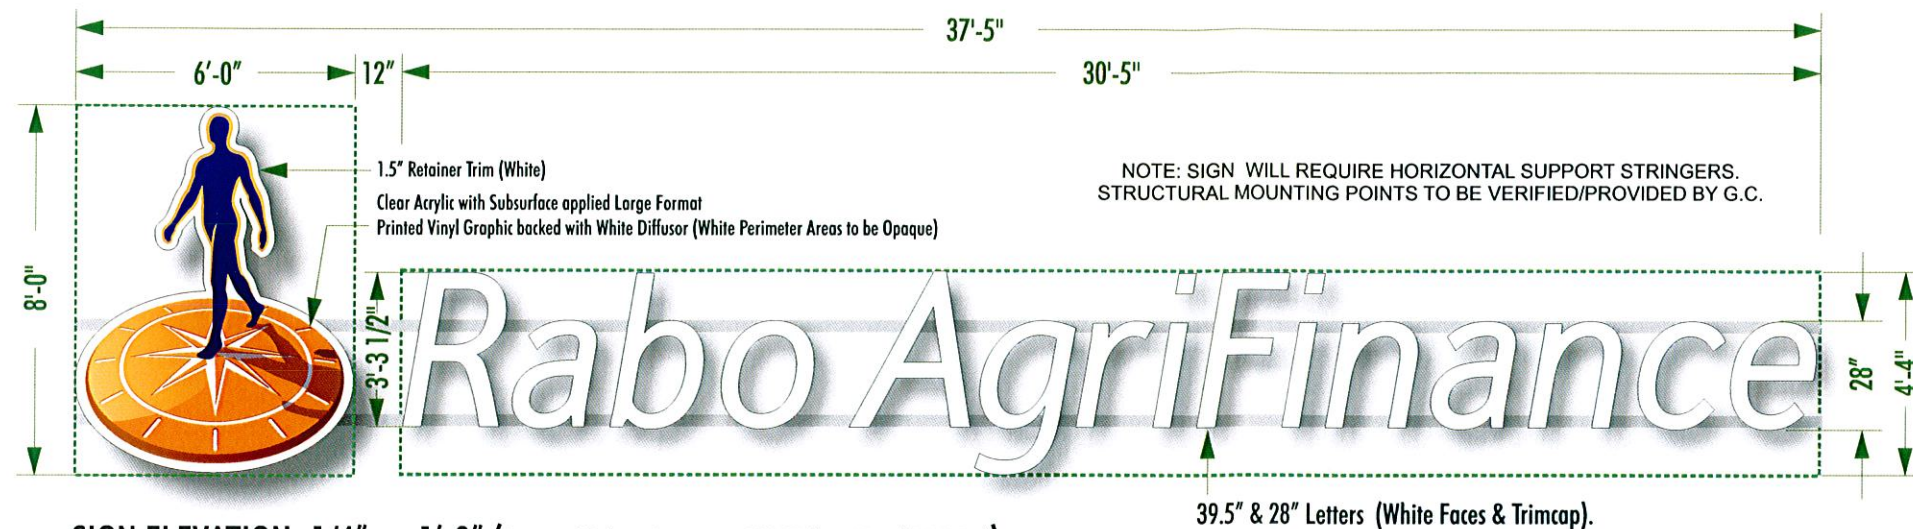 37'-5"
6'-0"
12"
30'-5"
1.5" Retainer Trim (White)
Clear Acrylic with Subsurface applied Large Format
Printed Vinyl Graphic backed with White Diffusor (White Perimeter Areas to be Opaque)
NOTE: SIGN WILL REQUIRE HORIZONTAL SUPPORT STRINGERS.
STRUCTURAL MOUNTING POINTS TO BE VERIFIED/PROVIDED BY G.C.
8'-0"
3'-3 1/2"
Rabo AgriFinance
28"
4'-4"
39.5" & 28" Letters (White Faces & Trimcap).